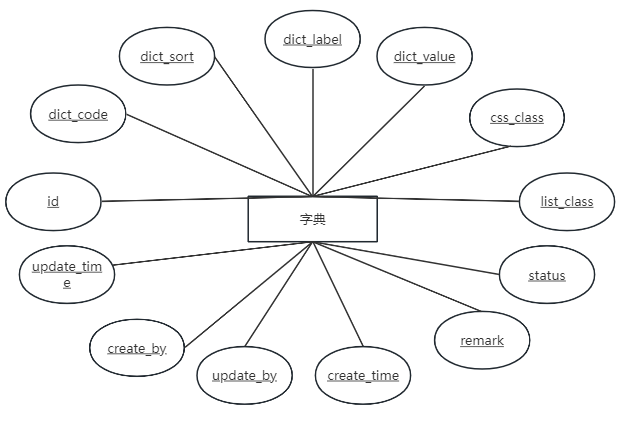 dict_label
dict_sort
dict_value
dict_code
css_class
id
list_class
字典
update_tim
e
status
create_by
remark
update_by
create_time